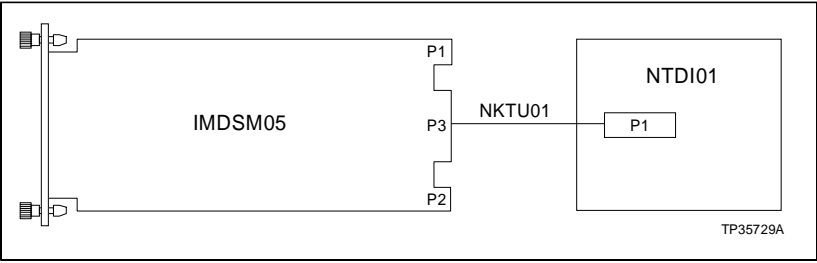 P1
NTDI01
IMDSM05
P3
NKTU01
P1
P2
TP35729A